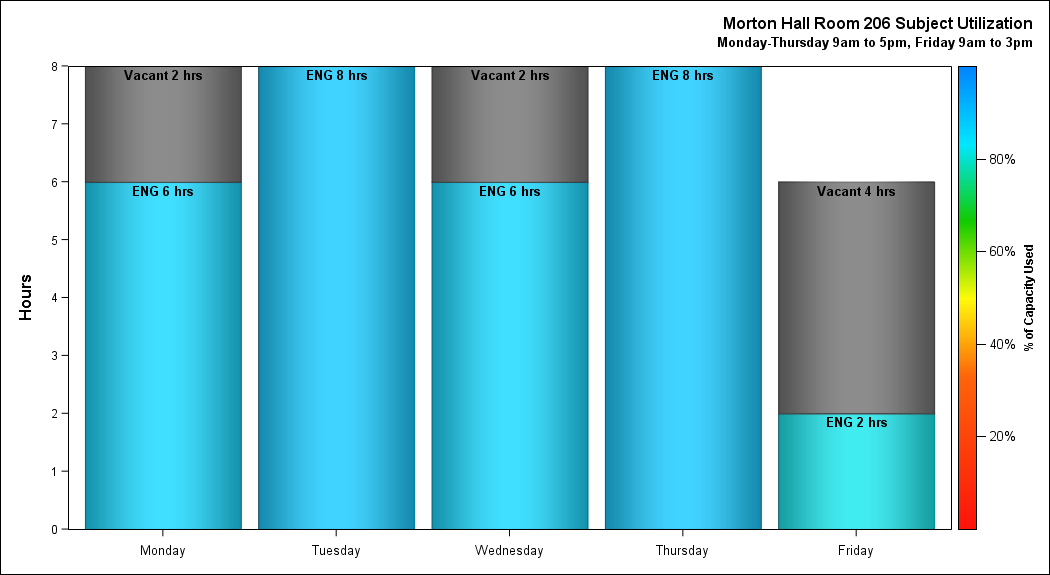 Morton Hall Room 206 Subject Utilization
Monday-Thursday 9am to 5pm, Friday 9am to 3pm
Hours
8
7
6
5
4
3
2
1
0
Vacant 2 hrs
ENG 6 hrs
ENG 8 hrs
Vacant 2 hrs
ENG 6 hrs
ENG 8 hrs
Vacant 4 hrs
ENG 2 hrs
Monday
Tuesday
Wednesday
Thursday
Friday
80%
60%
40%
20%
% of Capacity Used